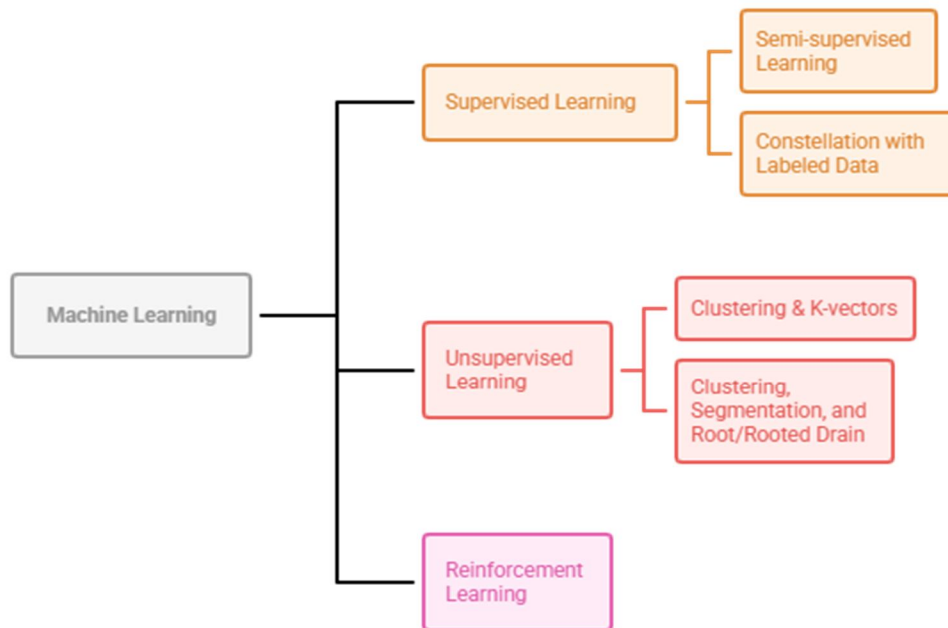 Semi-supervised
Learning
Supervised Learning
Constellation with
Labeled Data
Machine Learning
Clustering & K-vectors
Unsupervised
Learning
Clustering,
Segmentation, and
Root/Rooted Drain
Reinforcement
Learning